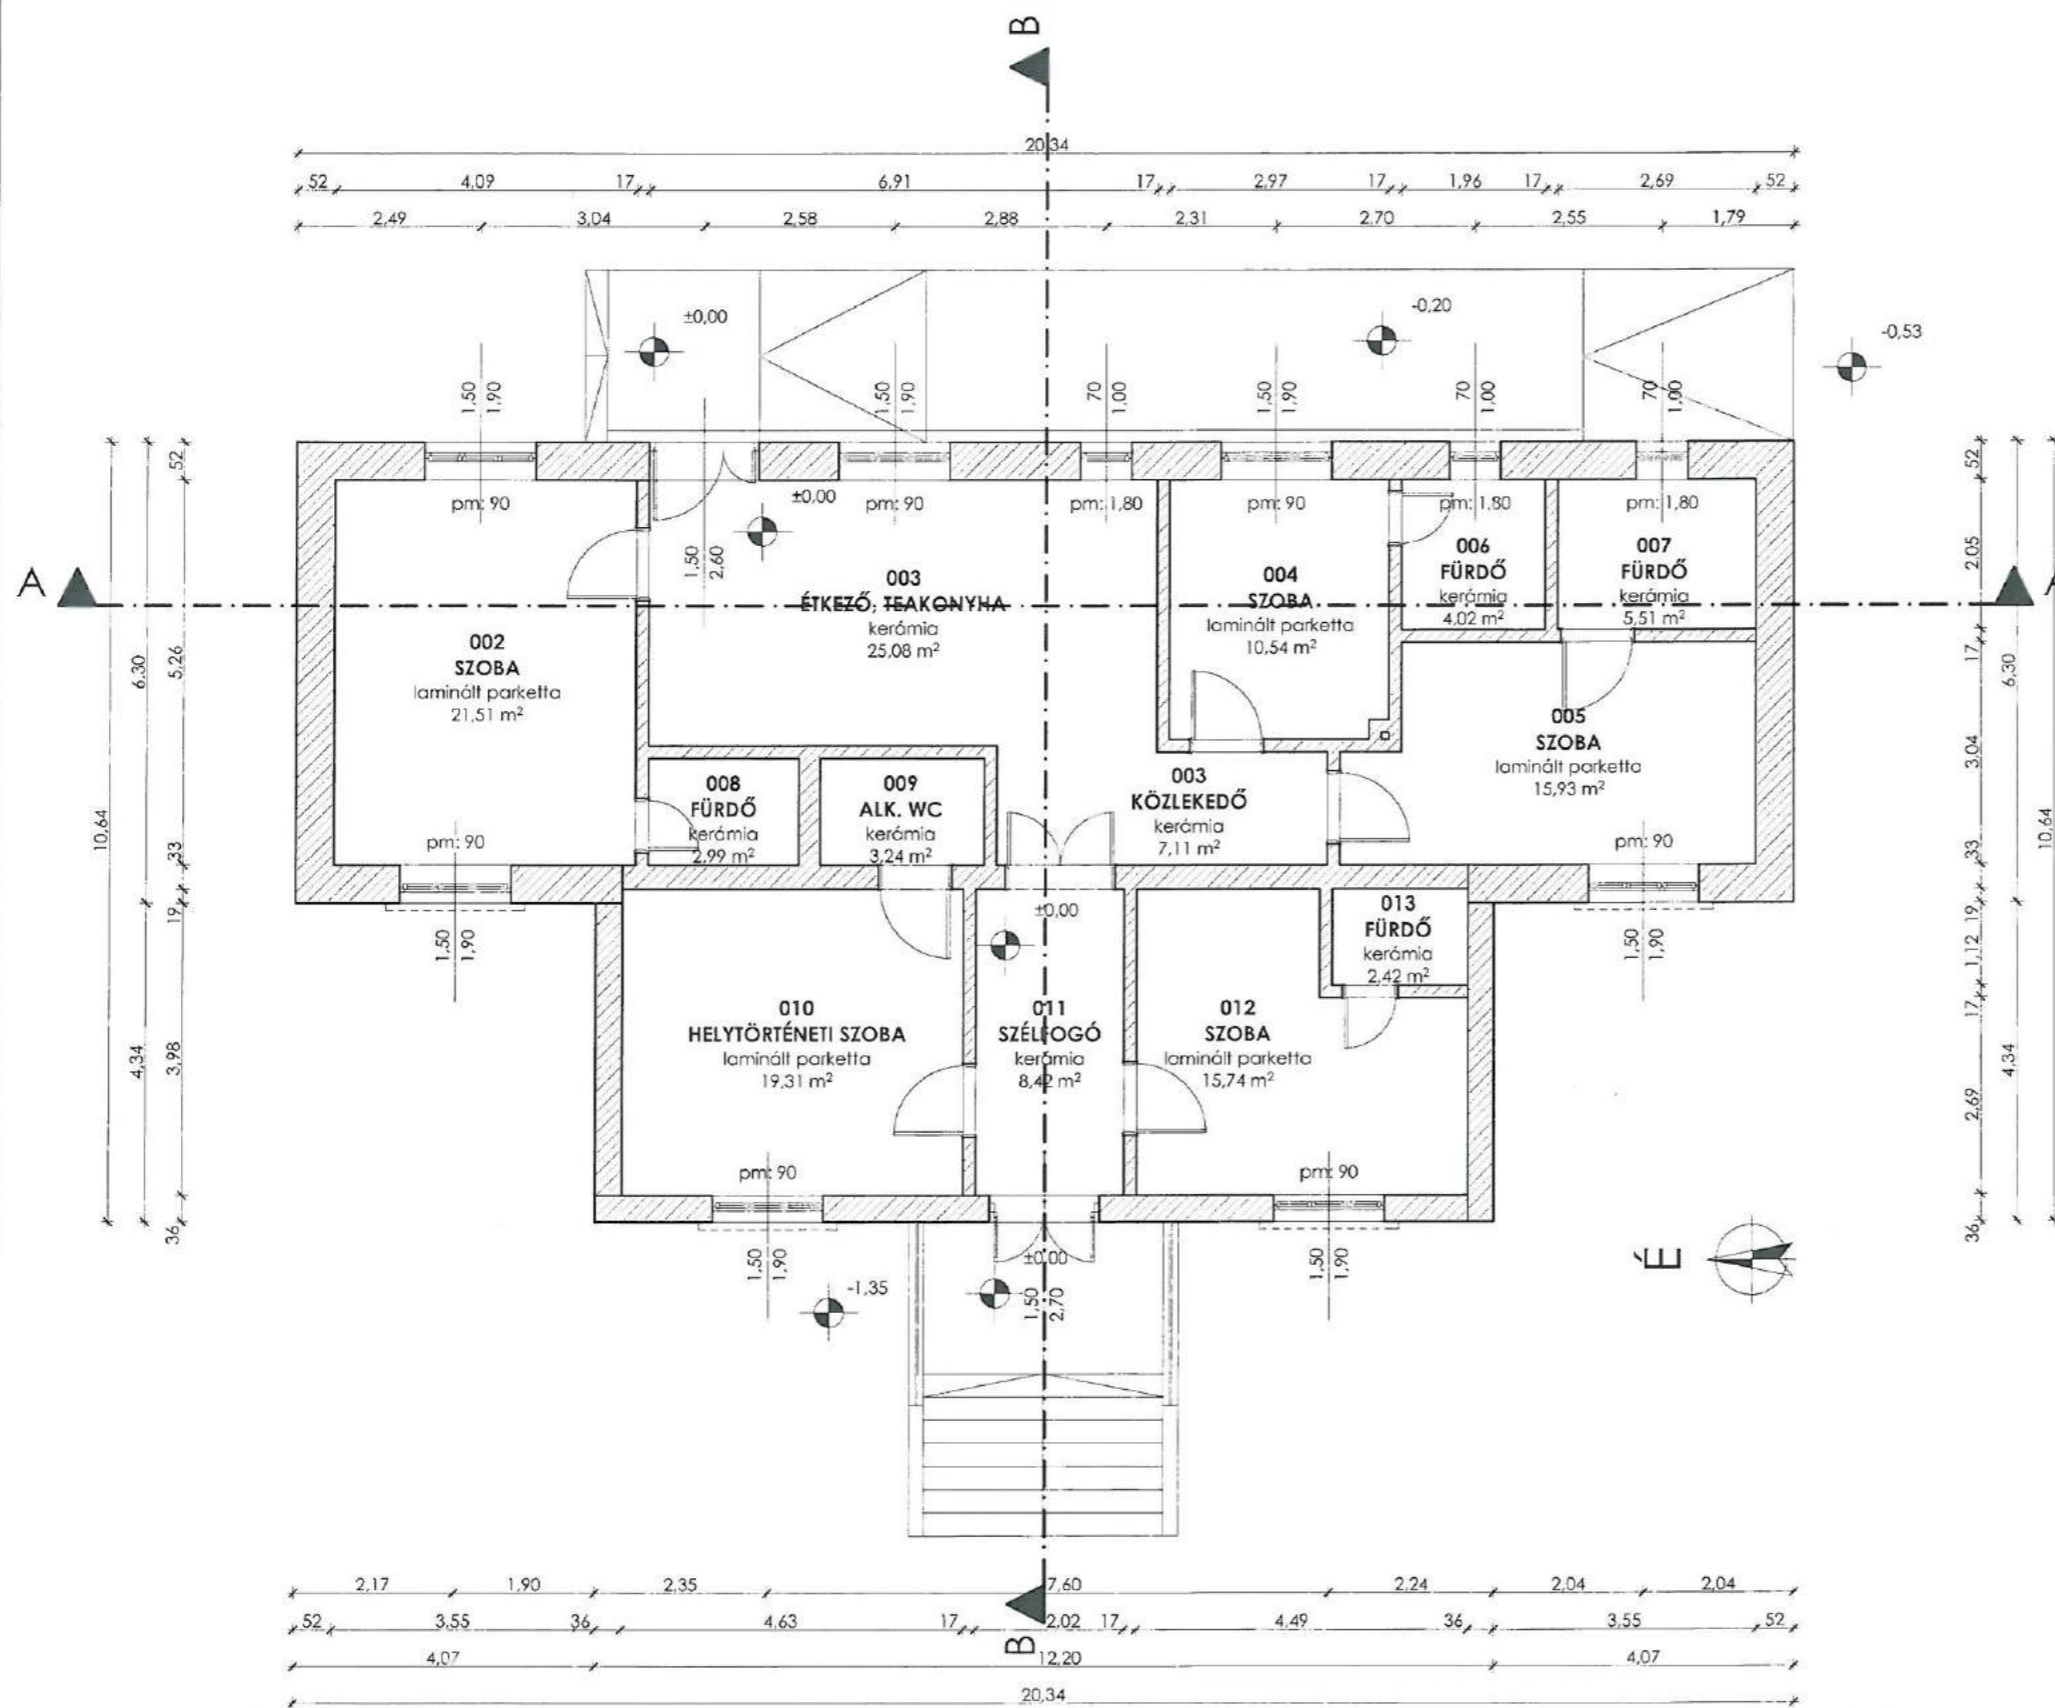 B
20,34
52 4,09 17 6,91 17 2,97 17 1,96 17 2,69 52
2,49 3,04 2,58 2,88 2,31 2,70 2,55 1,79
±0,00
-0,20
-0,53
1,50 1,90
1,50 1,90
70 1,00
1,50 1,90
70 1,00
70 1,00
pm: 90
±0,00
pm: 90
pm: 1,80
pm: 90
pm: 1,80
pm: 1,80
1,50 2,60
A
A
002
SZOBA
laminált parketta
21,51 m²
003
ÉTKEZŐ, TEAKONYHA
kerámia
25,08 m²
004
SZOBA
laminált parketta
10,54 m²
006
FÜRDŐ
kerámia
4,02 m²
007
FÜRDŐ
kerámia
5,51 m²
005
SZOBA
laminált parketta
15,93 m²
008
FÜRDŐ
kerámia
2,99 m²
009
ALK. WC
kerámia
3,24 m²
003
KÖZLEKEDŐ
kerámia
7,11 m²
pm: 90
pm: 90
1,50 1,90
±0,00
1,50 1,90
013
FÜRDŐ
kerámia
2,42 m²
010
HELYTÖRTÉNETI SZOBA
laminált parketta
19,31 m²
011
SZÉLFOGÓ
kerámia
8,42 m²
012
SZOBA
laminált parketta
15,74 m²
pm: 90
pm: 90
1,50 1,90
-1,35
±0,00
1,50 2,70
1,50 1,90
É
10,64
6,30 4,34
52 5,26 33 19 3,98 36
52 2,05 17 3,04 33 19 1,12 17 2,69 36
6,30 4,34
10,64
2,17 1,90 2,35 7,60 2,24 2,04 2,04
52 3,55 36 4,63 17 2,02 17 4,49 36 3,55 52
B
4,07 12,20 4,07
20,34